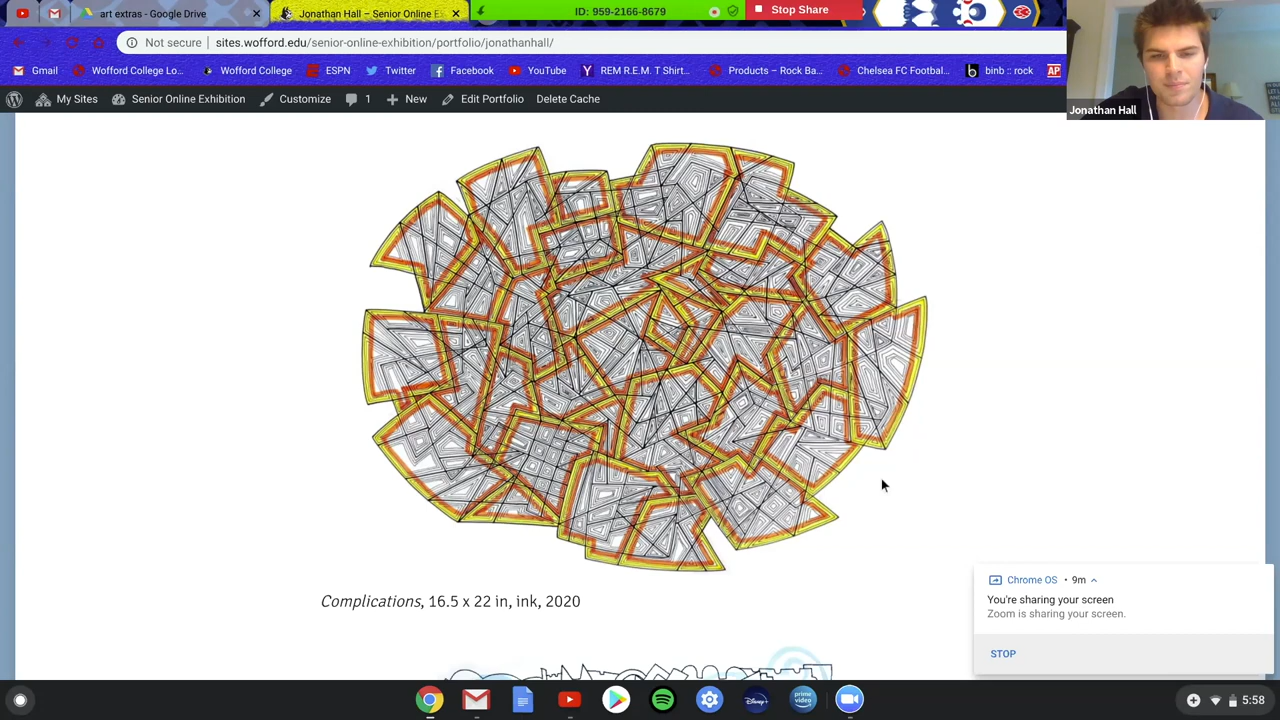 art extras - Google Drive
Jonathan Hall – Senior Online E
ID: 959-2166-8679
Stop Share
Not secure
sites.wofford.edu/senior-online-exhibition/portfolio/jonathanhall/
Gmail
Wofford College Lo...
Wofford College
ESPN
Twitter
Facebook
YouTube
REM R.E.M. T Shirt...
Products – Rock Ba...
Chelsea FC Footbal...
b binb :: rock
AP
Jonathan Hall
My Sites
Senior Online Exhibition
Customize
1
New
Edit Portfolio
Delete Cache
Complications, 16.5 x 22 in, ink, 2020
Chrome OS • 9m
You're sharing your screen
Zoom is sharing your screen.
STOP
Disney+
prime video
5:58